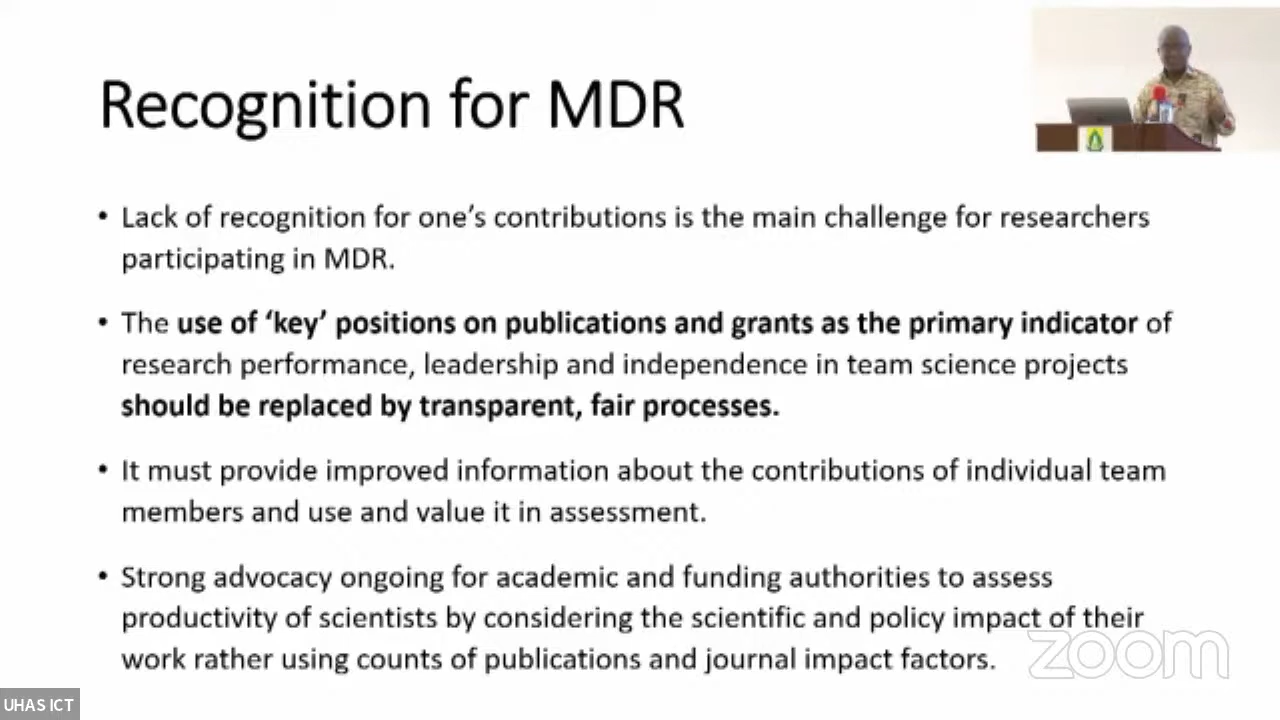 Recognition for MDR
• Lack of recognition for one's contributions is the main challenge for researchers
participating in MDR.
• The use of ‘key’ positions on publications and grants as the primary indicator of
research performance, leadership and independence in team science projects
should be replaced by transparent, fair processes.
• It must provide improved information about the contributions of individual team
members and use and value it in assessment.
• Strong advocacy ongoing for academic and funding authorities to assess
productivity of scientists by considering the scientific and policy impact of their
work rather using counts of publications and journal impact factors.
zoom
UHAS ICT